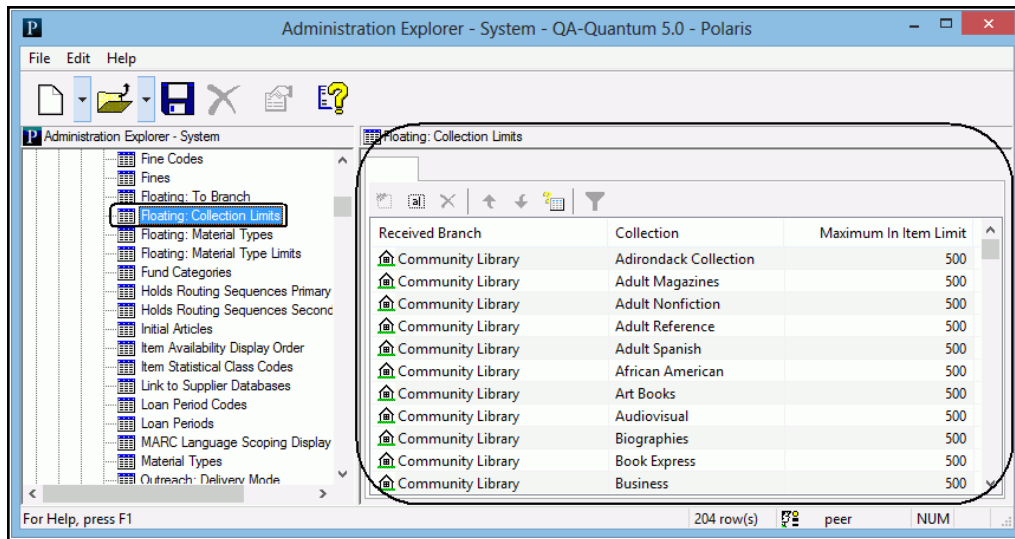 P Administration Explorer - System - QA-Quantum 5.0 - Polaris
File Edit Help
P Administration Explorer - System
Fine Codes
Fines
Floating: To Branch
Floating: Collection Limits
Floating: Material Types
Floating: Material Type Limits
Fund Categories
Holds Routing Sequences Primary
Holds Routing Sequences Second
Initial Articles
Item Availability Display Order
Item Statistical Class Codes
Link to Supplier Databases
Loan Period Codes
Loan Periods
MARC Language Scoping Display
Material Types
Outreach: Delivery Mode
Floating: Collection Limits
Received Branch Collection Maximum In Item Limit
Community Library Adirondack Collection 500
Community Library Adult Magazines 500
Community Library Adult Nonfiction 500
Community Library Adult Reference 500
Community Library Adult Spanish 500
Community Library African American 500
Community Library Art Books 500
Community Library Audiovisual 500
Community Library Biographies 500
Community Library Book Express 500
Community Library Business 500
For Help, press F1 204 row(s) peer NUM